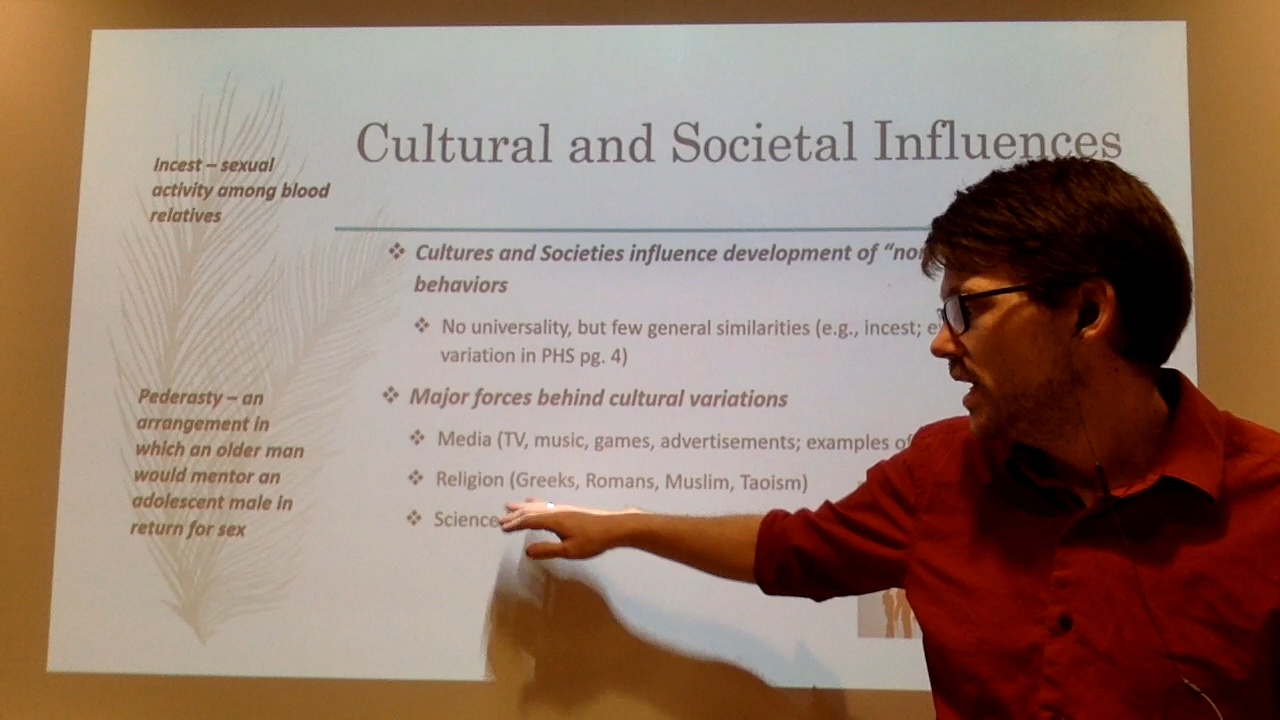 Cultural and Societal Influences
Incest – sexual
activity among blood
relatives
❖ Cultures and Societies influence development of
behaviors
❖ No universality, but few general similarities (e.g., incest;
variation in PHS pg. 4)
❖ Major forces behind cultural variations
❖ Media (TV, music, games, advertisements; examples
❖ Religion (Greeks, Romans, Muslim, Taoism)
❖ Science
Pederasty – an
arrangement in
which an older man
would mentor an
adolescent male in
return for sex